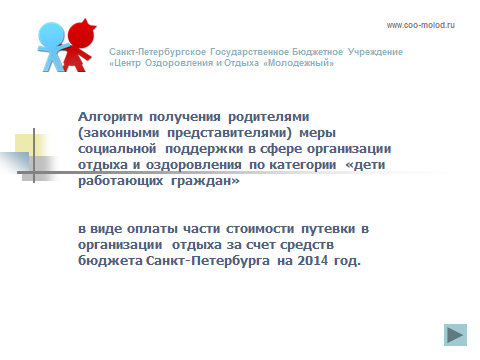 www.coo-molod.ru
Санкт-Петербургское Государственное Бюджетное Учреждение
«Центр Оздоровления и Отдыха «Молодежный»
Алгоритм получения родителями
(законными представителями) меры
социальной поддержки в сфере организации
отдыха и оздоровления по категории «дети
работающих граждан»
в виде оплаты части стоимости путевки в
организации отдыха за счет средств
бюджета Санкт-Петербурга на 2014 год.